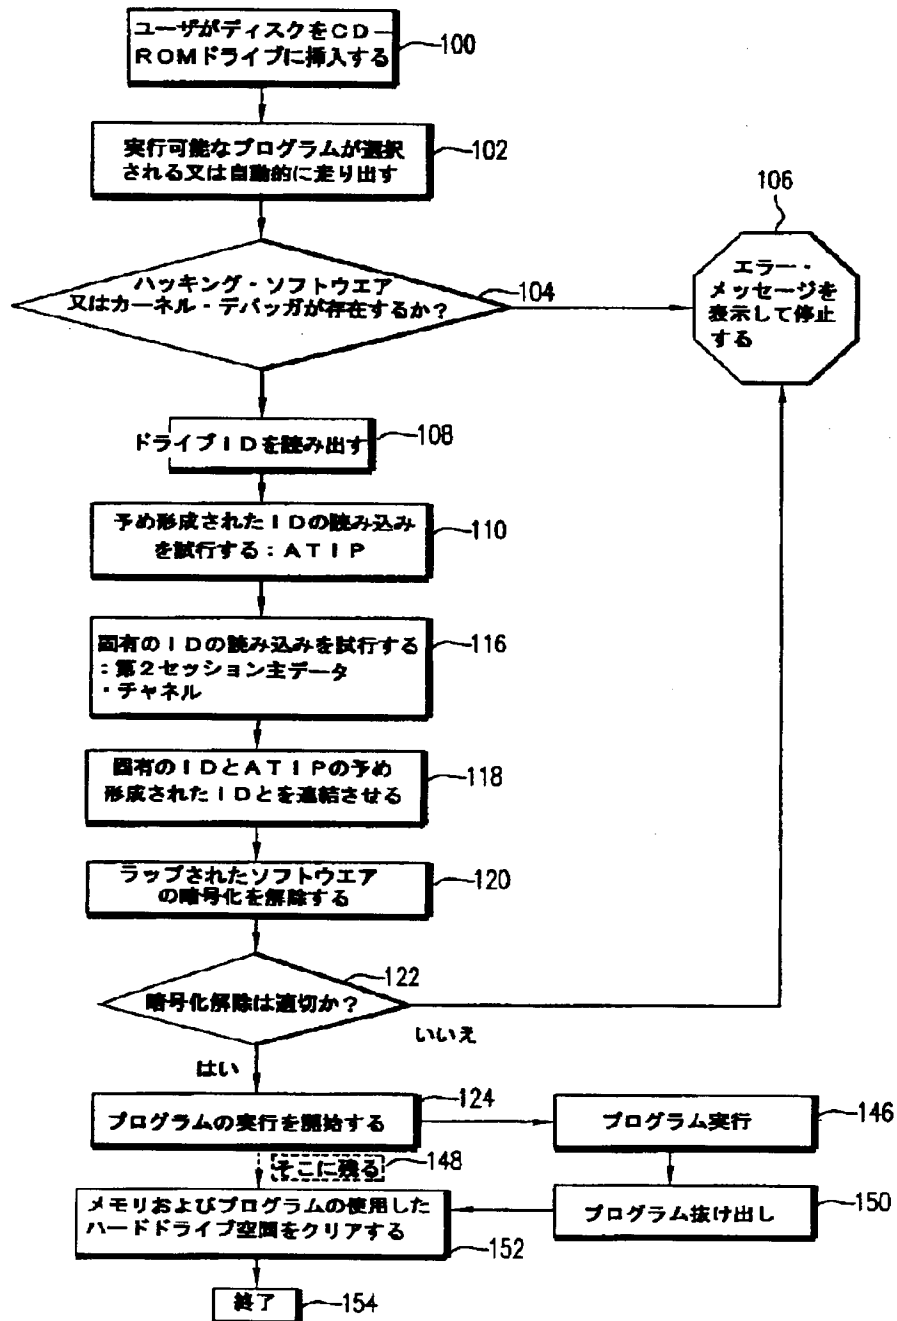 ユーザがディスクをCD－
ROMドライブに挿入する
100
実行可能なプログラムが選択
される又は自動的に走り出す
102
106
エラー・
メッセージを
表示して停止
する
ハッキング・ソフトウエア
又はカーネル・デバッガが存在するか？
104
ドライブIDを読み出す
108
予め形成されたIDの読み込み
を試行する：ATIP
110
固有のIDの読み込みを試行する
：第2セッション主データ
・チャネル
116
固有のIDとATIPの予め
形成されたIDとを連結させる
118
ラップされたソフトウエア
の暗号化を解除する
120
122
暗号化解除は適切か？
いいえ
はい
プログラムの実行を開始する
124
プログラム実行
146
そこに残る
148
プログラム抜け出し
150
メモリおよびプログラムの使用した
ハードドライブ空間をクリアする
152
終了
154